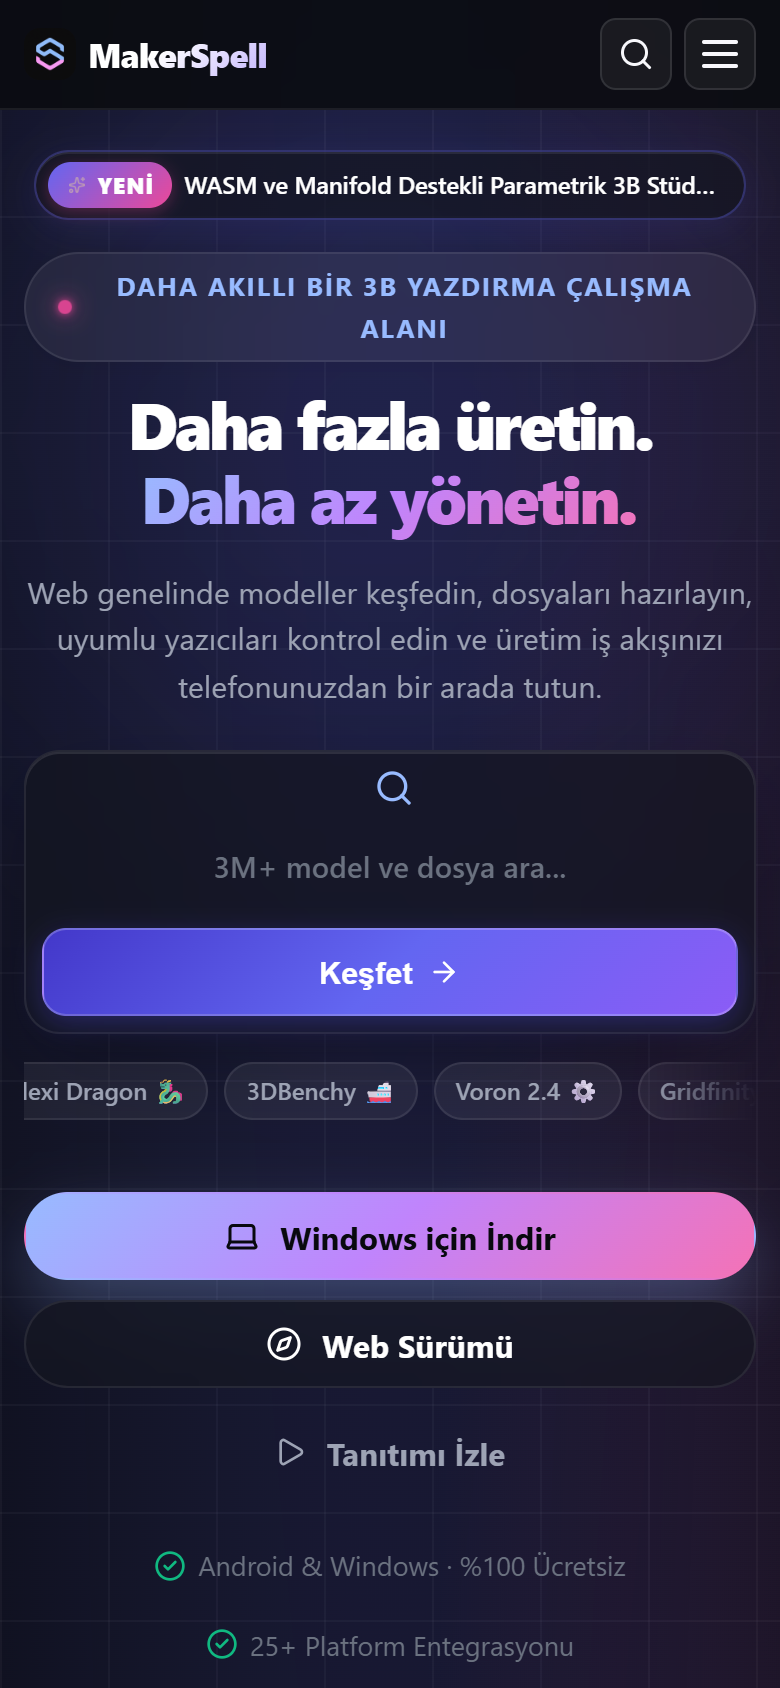 MakerSpell
YENİ
WASM ve Manifold Destekli Parametrik 3B Stüd...
DAHA AKILLI BİR 3B YAZDIRMA ÇALIŞMA
ALANI
Daha fazla üretin.
Daha az yönetin.
Web genelinde modeller keşfedin, dosyaları hazırlayın,
uyumlu yazıcıları kontrol edin ve üretim iş akışınızı
telefonunuzdan bir arada tutun.
3M+ model ve dosya ara...
Keşfet
lexi Dragon 🐉
3DBenchy 🚢
Voron 2.4 ⚙️
Gridfinit
Windows için İndir
Web Sürümü
Tanıtımı İzle
Android & Windows · %100 Ücretsiz
25+ Platform Entegrasyonu